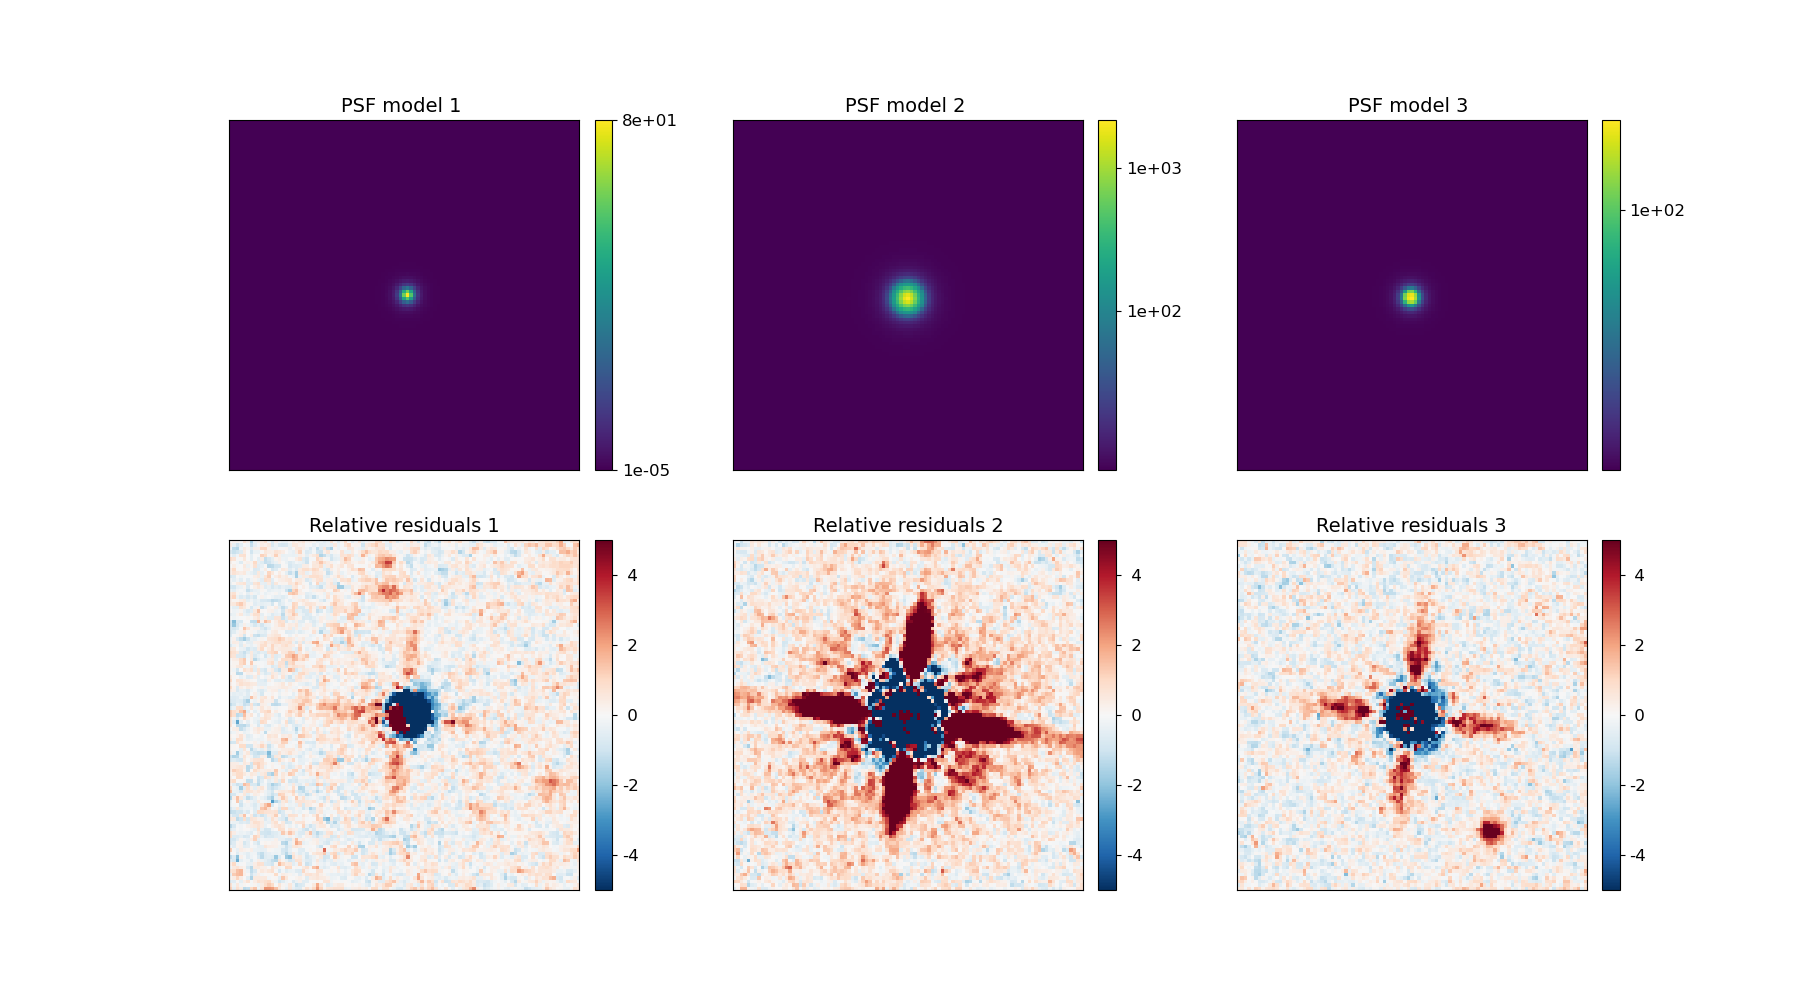 PSF model 1
PSF model 2
PSF model 3
8e+01
1e-05
1e+03
1e+02
1e+02
Relative residuals 1
Relative residuals 2
Relative residuals 3
4
2
0
-2
-4
4
2
0
-2
-4
4
2
0
-2
-4